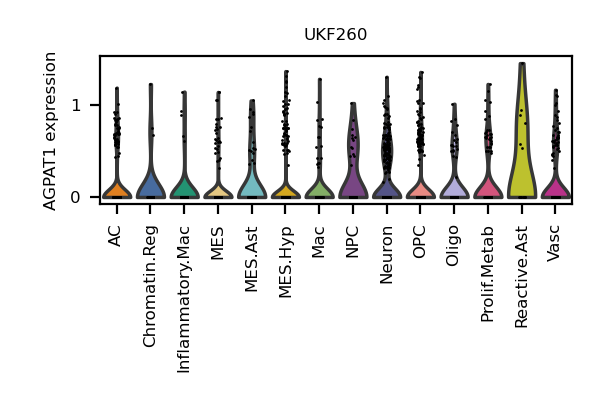 UKF260
AGPAT1 expression
1
0
AC
Chromatin.Reg
Inflammatory.Mac
MES
MES.Ast
MES.Hyp
Mac
NPC
Neuron
OPC
Oligo
Prolif.Metab
Reactive.Ast
Vasc